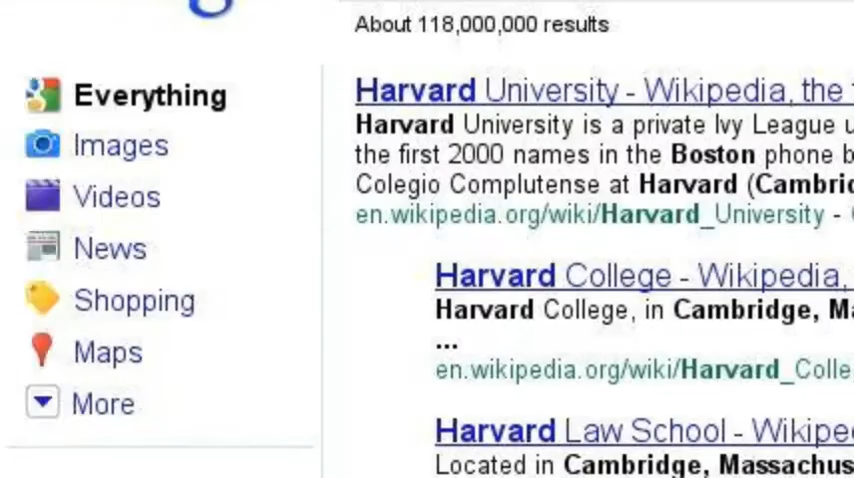 About 118,000,000 results
Everything
Images
Videos
News
Shopping
Maps
More
Harvard University - Wikipedia, the
Harvard University is a private Ivy League
the first 2000 names in the Boston phone
Colegio Complutense at Harvard
en.wikipedia.org/wiki/Harvard_University -
Harvard College - Wikipedia,
Harvard College, in Cambridge,
...
en.wikipedia.org/wiki/Harvard_Colle
Harvard Law School -
Located in Cambridge,